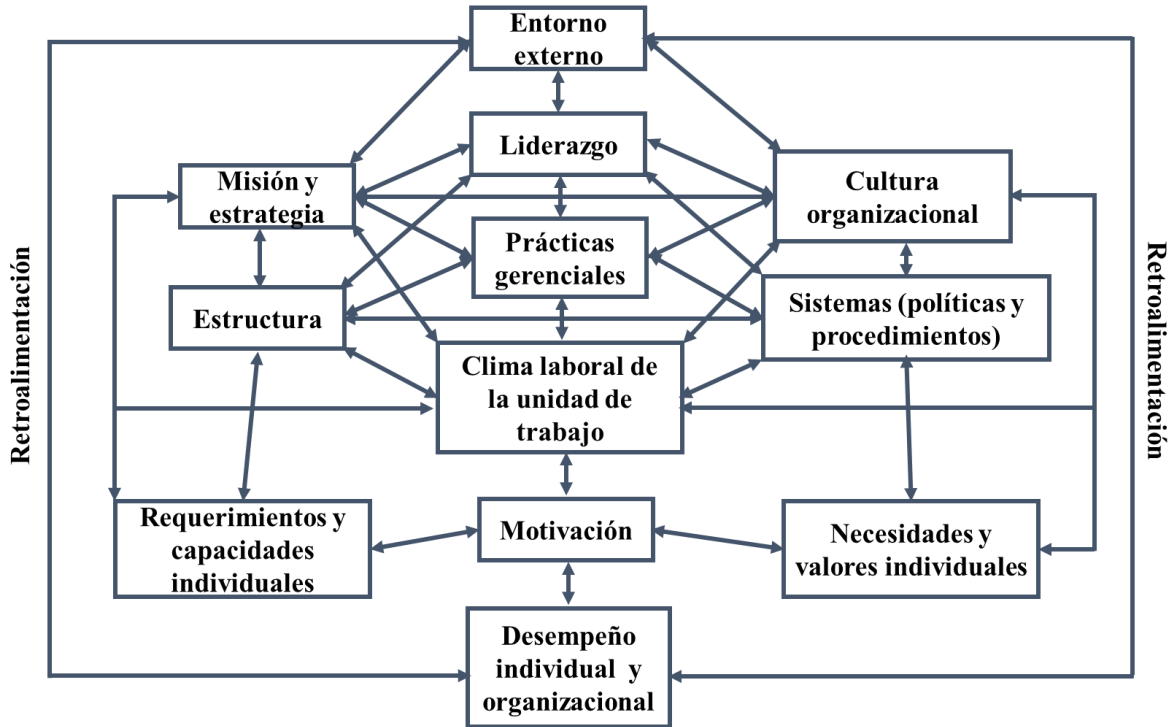 Entorno
externo
Liderazgo
Misión y
estrategia
Cultura
organizacional
Prácticas
gerenciales
Retroalimentación
Retroalimentación
Estructura
Sistemas (políticas y
procedimientos)
Clima laboral de
la unidad de
trabajo
Requerimientos y
capacidades
individuales
Motivación
Necesidades y
valores individuales
Desempeño
individual y
organizacional